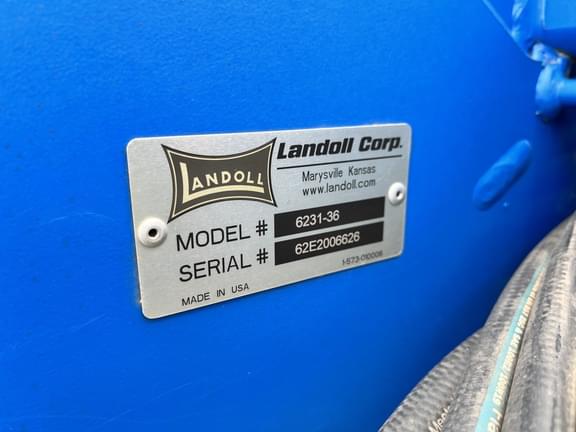 LANDOLL
Landoll Corp.
Marysville Kansas
www.landoll.com
MODEL # 6231-36
SERIAL # 62E2006626
1-573-010008
MADE IN USA